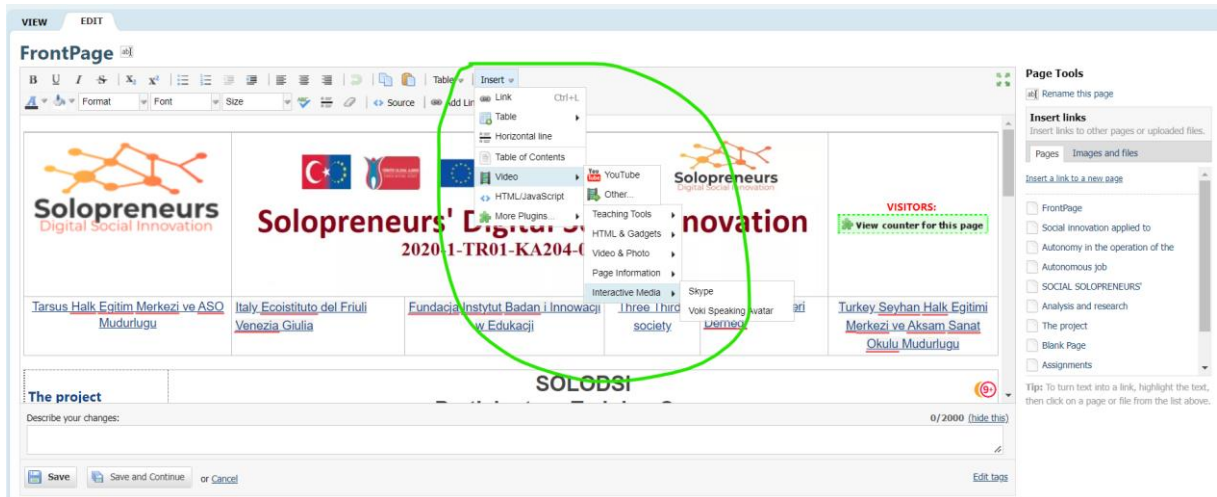 VIEW EDIT
FrontPage
B U I S X₂ X² Table Insert
Format Font Size Source Add Lin
Link Ctrl+L
Table
Horizontal line
Table of Contents
Video
HTML/JavaScript
More Plugins...
YouTube
Other...
Teaching Tools
HTML & Gadgets
Video & Photo
Page Information
Interactive Media
Skype
Voki Speaking Avatar
Solopreneurs
Digital Social Innovation
Solopreneurs
Digital Social Innovation
Solopreneurs' novation
2020-1-TR01-KA204-
VISITORS:
View counter for this page
Tarsus Halk Egitim Merkezi ve ASO
Mudurlugu
Italy Ecoistituto del Friuli
Venezia Giulia
Fundacja Instytut Badan i Innowacji
w Edukacji
Three Third
society
Dernegi
Turkey Seyhan Halk Egitimi
Merkezi ve Aksam Sanat
Okulu Mudurlugu
The project
SOLODSI
9+
Describe your changes:
0/2000 (hide this)
Save Save and Continue or Cancel
Edit tags
Page Tools
Rename this page
Insert links
Insert links to other pages or uploaded files.
Pages Images and files
Insert a link to a new page
FrontPage
Social innovation applied to
Autonomy in the operation of the
Autonomous job
SOCIAL SOLOPRENEURS'
Analysis and research
The project
Blank Page
Assignments
Tip: To turn text into a link, highlight the text,
then click on a page or file from the list above.